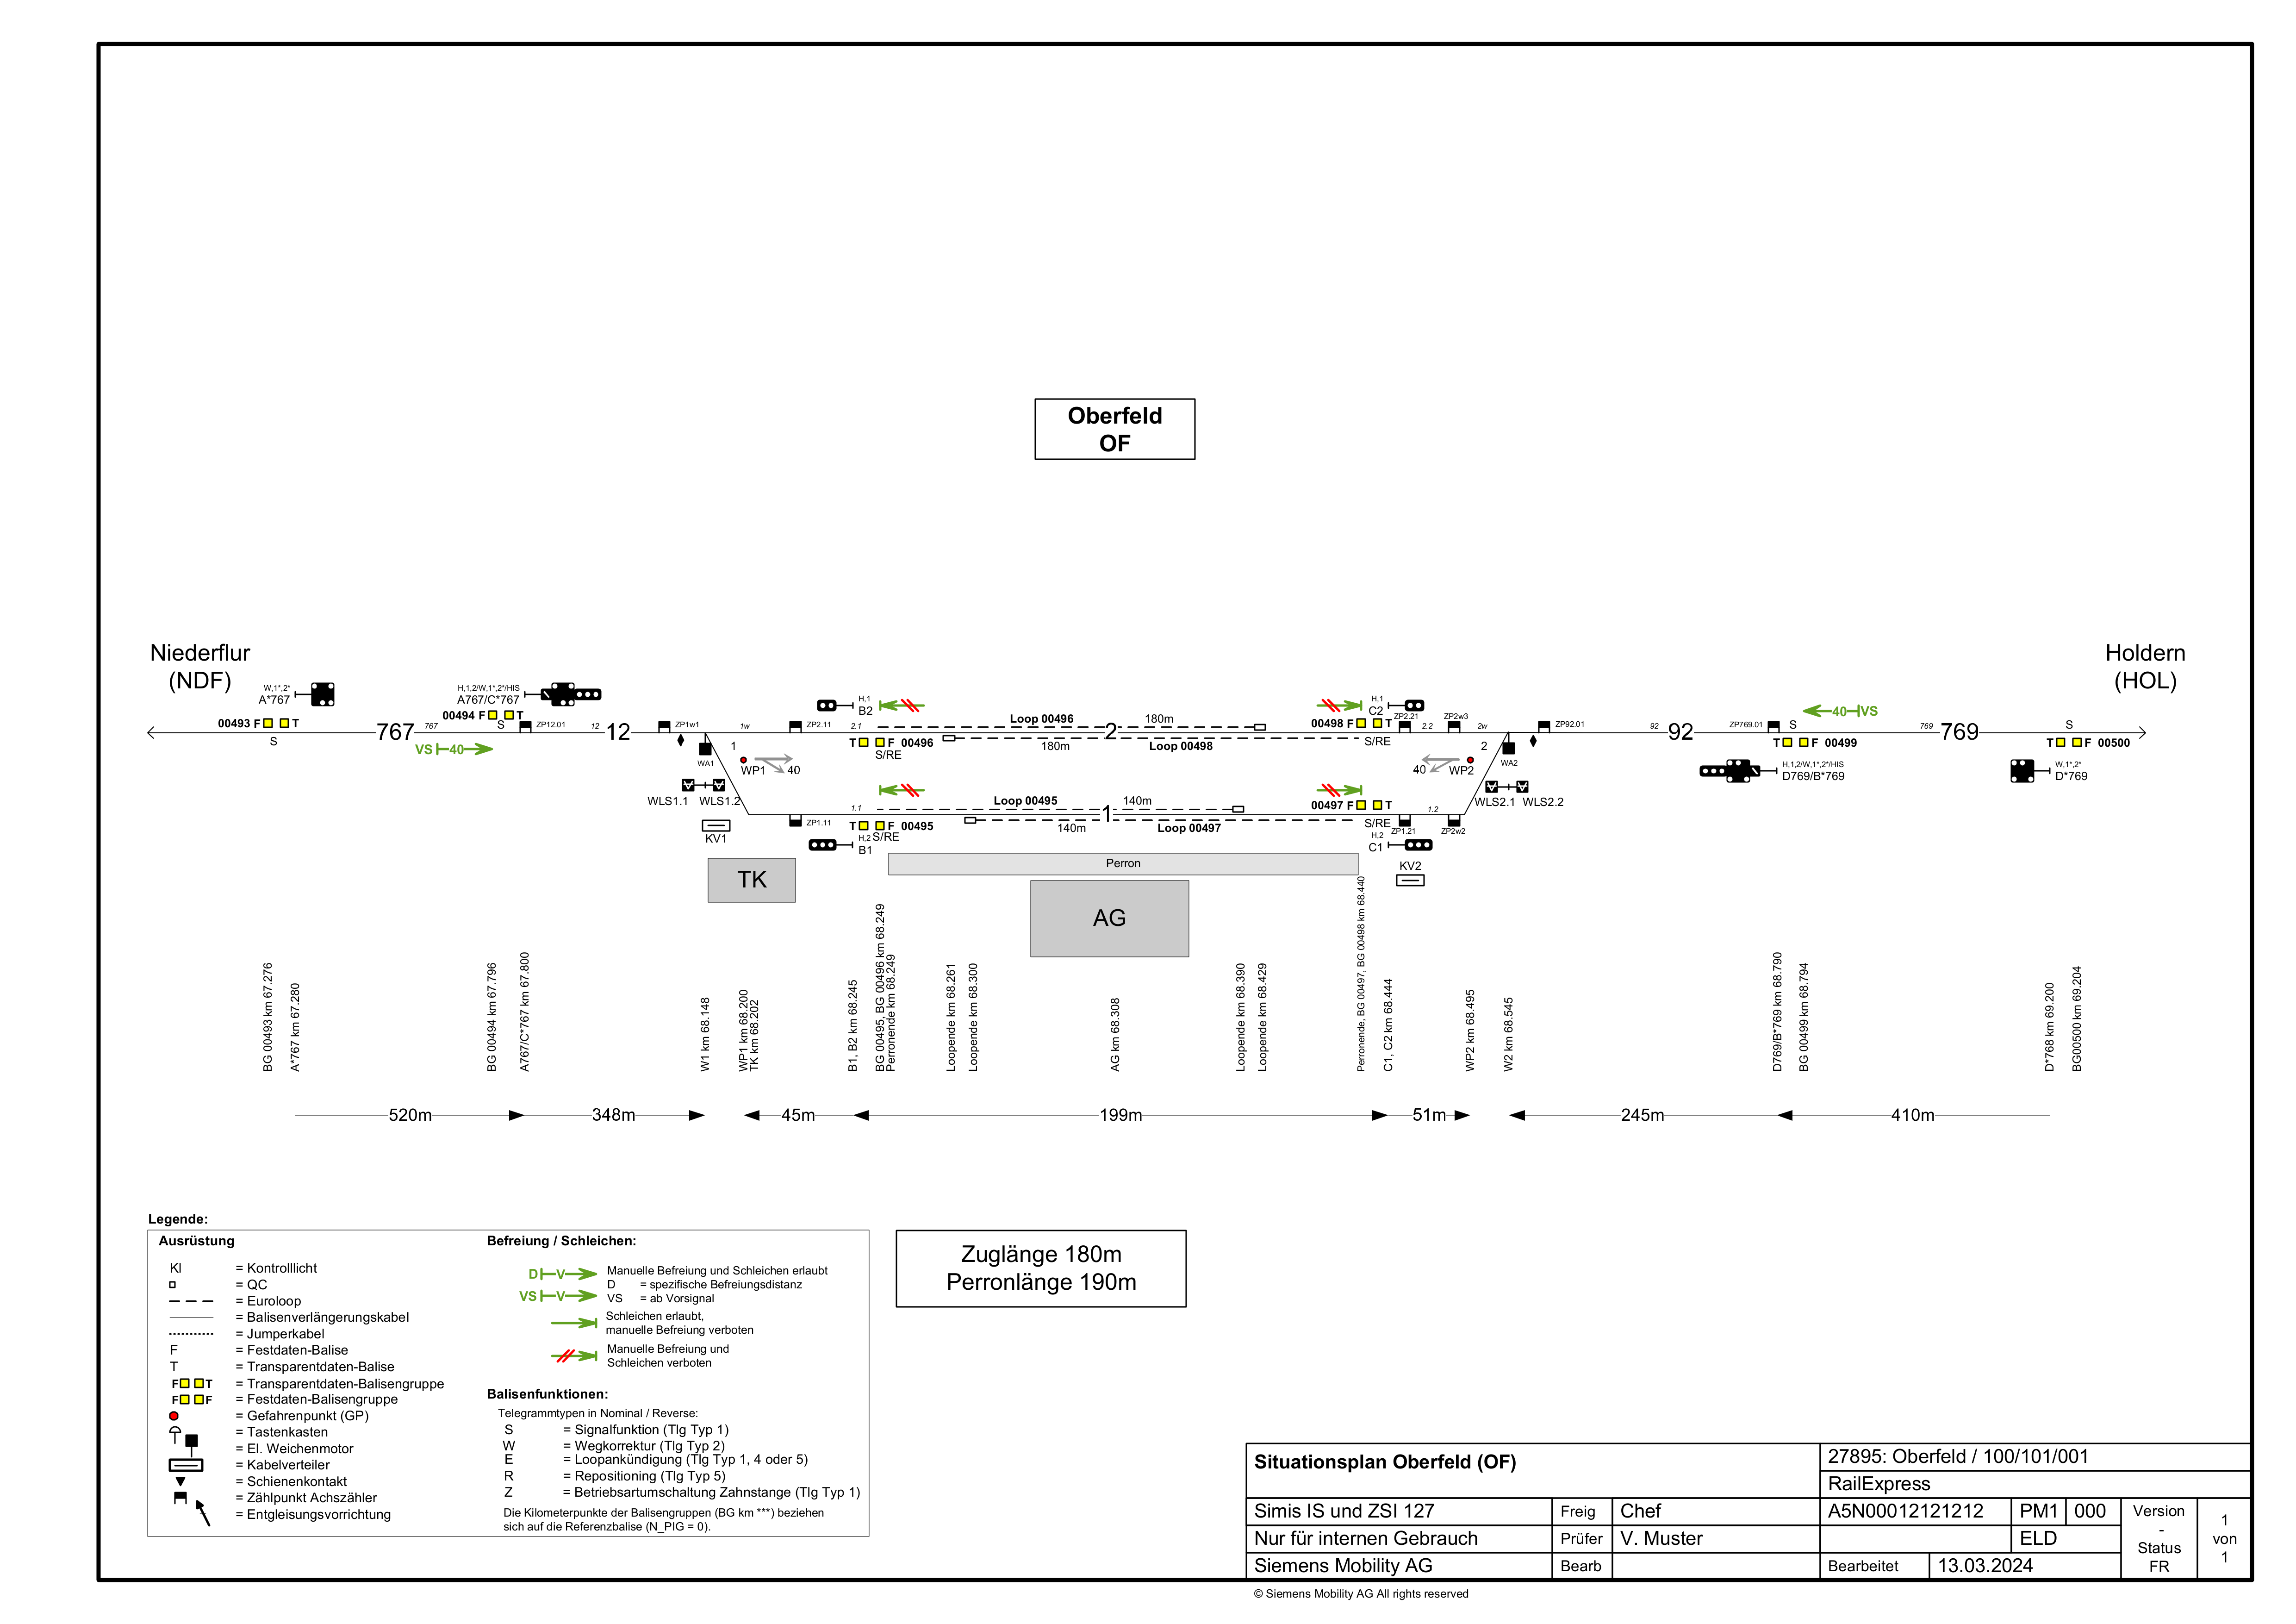 Oberfeld
OF
Niederflur
(NDF)
Holdern
(HOL)
W,1*,2*
A*767
00493 F T
S
767
767
VS 40
H,1,2/W,1*,2*/HIS
A767/C*767
00494 F T
S
ZP12.01
12
12
ZP1w1
WA1
1w
1
WP1
40
WLS1.1 WLS1.2
KV1
TK
ZP2.11
ZP1.11
H,1
B2
2.1
T F 00496
S/RE
1.1
T F 00495
S/RE
H,2
B1
Loop 00496
180m
2
180m
Loop 00498
Loop 00495
140m
1
140m
Loop 00497
Perron
AG
H,1
C2
00498 F T
S/RE
ZP2.21
2.2
ZP2w3
2w
2
40
WP2
WA2
00497 F T
S/RE
1.2
H,2
C1
ZP1.21
ZP2w2
KV2
WLS2.1 WLS2.2
ZP92.01
92
92
ZP769.01
S
T F 00499
H,1,2/W,1*,2*/HIS
D769/B*769
40 VS
769
769
S
T F 00500
W,1*,2*
D*769
BG 00493 km 67.276
A*767 km 67.280
BG 00494 km 67.796
A767/C*767 km 67.800
W1 km 68.148
WP1 km 68.200
TK km 68.202
B1, B2 km 68.245
BG 00495, BG 00496 km 68.249
Perronende km 68.249
Loopende km 68.261
Loopende km 68.300
AG km 68.308
Loopende km 68.390
Loopende km 68.429
Perronende, BG 00497, BG 00498 km 68.440
C1, C2 km 68.444
WP2 km 68.495
W2 km 68.545
D769/B*769 km 68.790
BG 00499 km 68.794
D*768 km 69.200
BG00500 km 69.204
520m
348m
45m
199m
51m
245m
410m
Legende:
Ausrüstung
Kl = Kontrolllicht
= QC
= Euroloop
= Balisenverlängerungskabel
= Jumperkabel
F = Festdaten-Balise
T = Transparentdaten-Balise
F T = Transparentdaten-Balisengruppe
F F = Festdaten-Balisengruppe
= Gefahrenpunkt (GP)
= Tastenkasten
= El. Weichenmotor
= Kabelverteiler
= Schienenkontakt
= Zählpunkt Achszähler
= Entgleisungsvorrichtung
Befreiung / Schleichen:
D V Manuelle Befreiung und Schleichen erlaubt
D = spezifische Befreiungsdistanz
VS V VS = ab Vorsignal
Schleichen erlaubt,
manuelle Befreiung verboten
Manuelle Befreiung und
Schleichen verboten
Balisenfunktionen:
Telegrammtypen in Nominal / Reverse:
S = Signalfunktion (Tlg Typ 1)
W = Wegkorrektur (Tlg Typ 2)
E = Loopankündigung (Tlg Typ 1, 4 oder 5)
R = Repositioning (Tlg Typ 5)
Z = Betriebsartumschaltung Zahnstange (Tlg Typ 1)
Die Kilometerpunkte der Balisengruppen (BG km ***) beziehen
sich auf die Referenzbalise (N_PIG = 0).
Zuglänge 180m
Perronlänge 190m
Situationsplan Oberfeld (OF)
27895: Oberfeld / 100/101/001
RailExpress
Simis IS und ZSI 127
Freig
Chef
A5N00012121212
PM1
000
Nur für internen Gebrauch
Prüfer
V. Muster
ELD
Siemens Mobility AG
Bearb
Bearbeitet
13.03.2024
Version
-
Status
FR
1
von
1
© Siemens Mobility AG All rights reserved